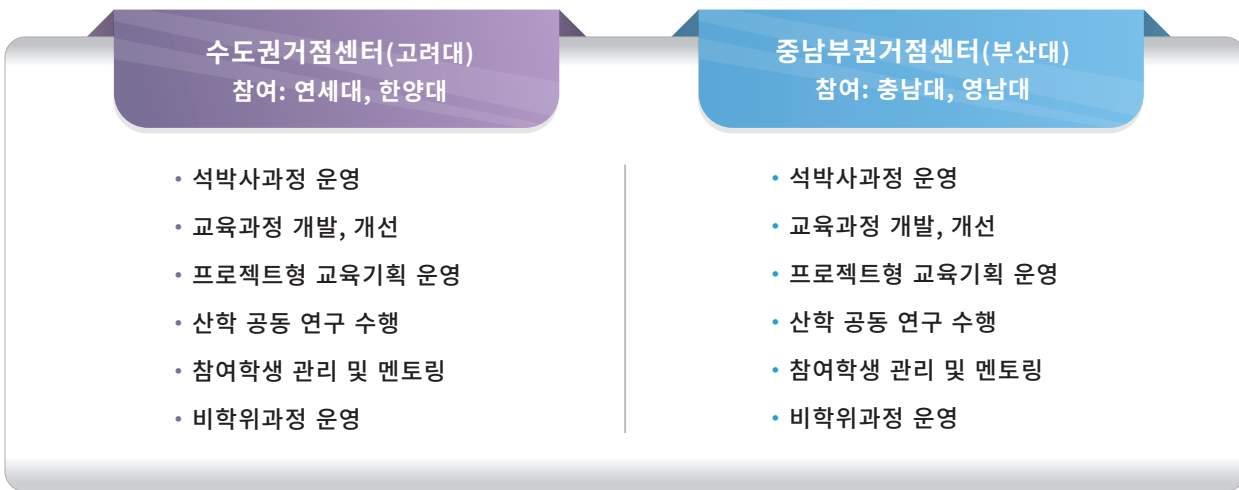 수도권거점센터(고려대)
참여: 연세대, 한양대
• 석박사과정 운영
• 교육과정 개발, 개선
• 프로젝트형 교육기획 운영
• 산학 공동 연구 수행
• 참여학생 관리 및 멘토링
• 비학위과정 운영
중남부권거점센터(부산대)
참여: 충남대, 영남대
• 석박사과정 운영
• 교육과정 개발, 개선
• 프로젝트형 교육기획 운영
• 산학 공동 연구 수행
• 참여학생 관리 및 멘토링
• 비학위과정 운영